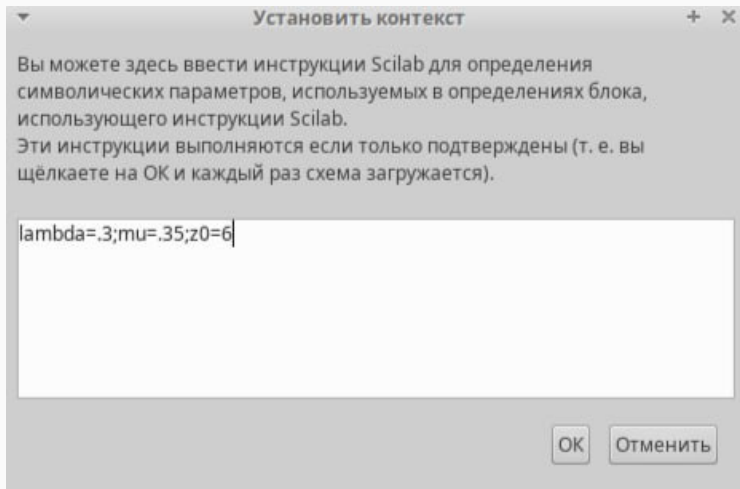 Установить контекст
Вы можете здесь ввести инструкции Scilab для определения
символических параметров, используемых в определениях блока,
использующего инструкции Scilab.
Эти инструкции выполняются если только подтверждены (т. е. вы
щёлкаете на ОК и каждый раз схема загружается).
lambda=.3;mu=.35;z0=6
ОК Отменить